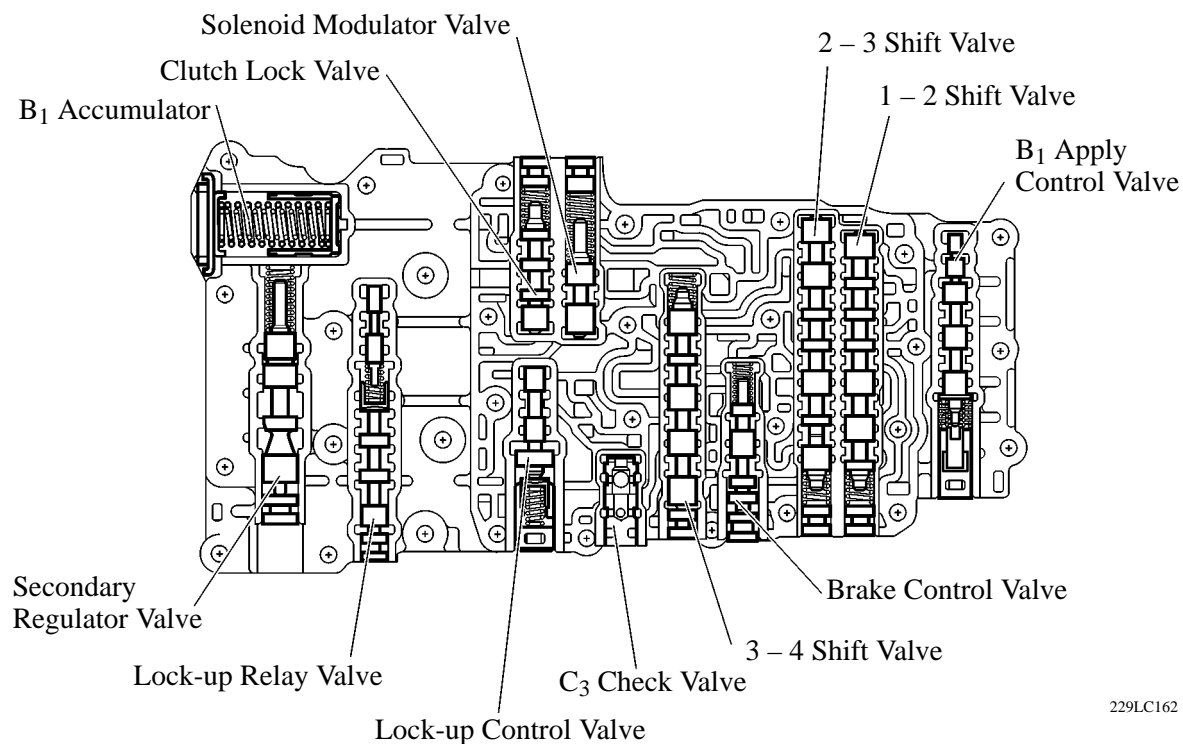 Solenoid Modulator Valve
Clutch Lock Valve
B1 Accumulator
2 – 3 Shift Valve
1 – 2 Shift Valve
B1 Apply
Control Valve
Secondary
Regulator Valve
Lock-up Relay Valve
Lock-up Control Valve
C3 Check Valve
3 – 4 Shift Valve
Brake Control Valve
229LC162